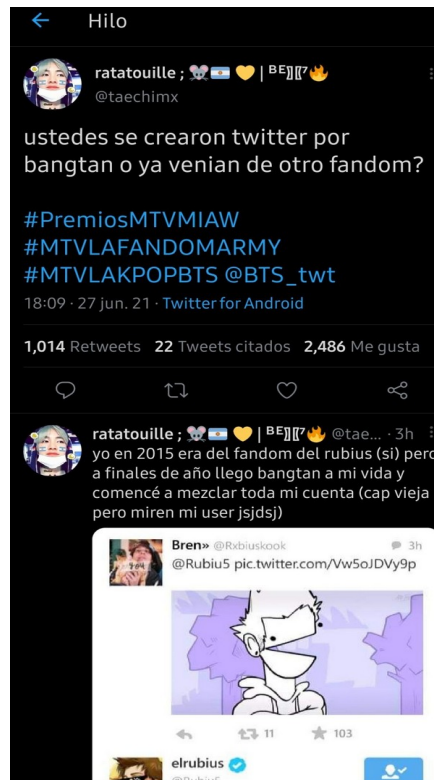 Hilo
ratatouille ; 🐭🇦🇷 💛 | ᴮᴱ⟭⟬⁷🔥
@taechimx
ustedes se crearon twitter por
bangtan o ya venian de otro fandom?
#PremiosMTVMIAW
#MTVLAFANDOMARMY
#MTVLAKPOPBTS @BTS_twt
18:09 · 27 jun. 21 · Twitter for Android
1,014 Retweets 22 Tweets citados 2,486 Me gusta
ratatouille ; 🐭🇦🇷 💛 | ᴮᴱ⟭⟬⁷🔥 @tae... · 3h
yo en 2015 era del fandom del rubius (si) pero
a finales de año llego bangtan a mi vida y
comencé a mezclar toda mi cuenta (cap vieja
pero miren mi user jsjdsj)
Bren» @Rxbiuskook 3h
@Rubiu5 pic.twitter.com/Vw5oJDVy9p
11 103
elrubius
@Rubiu5